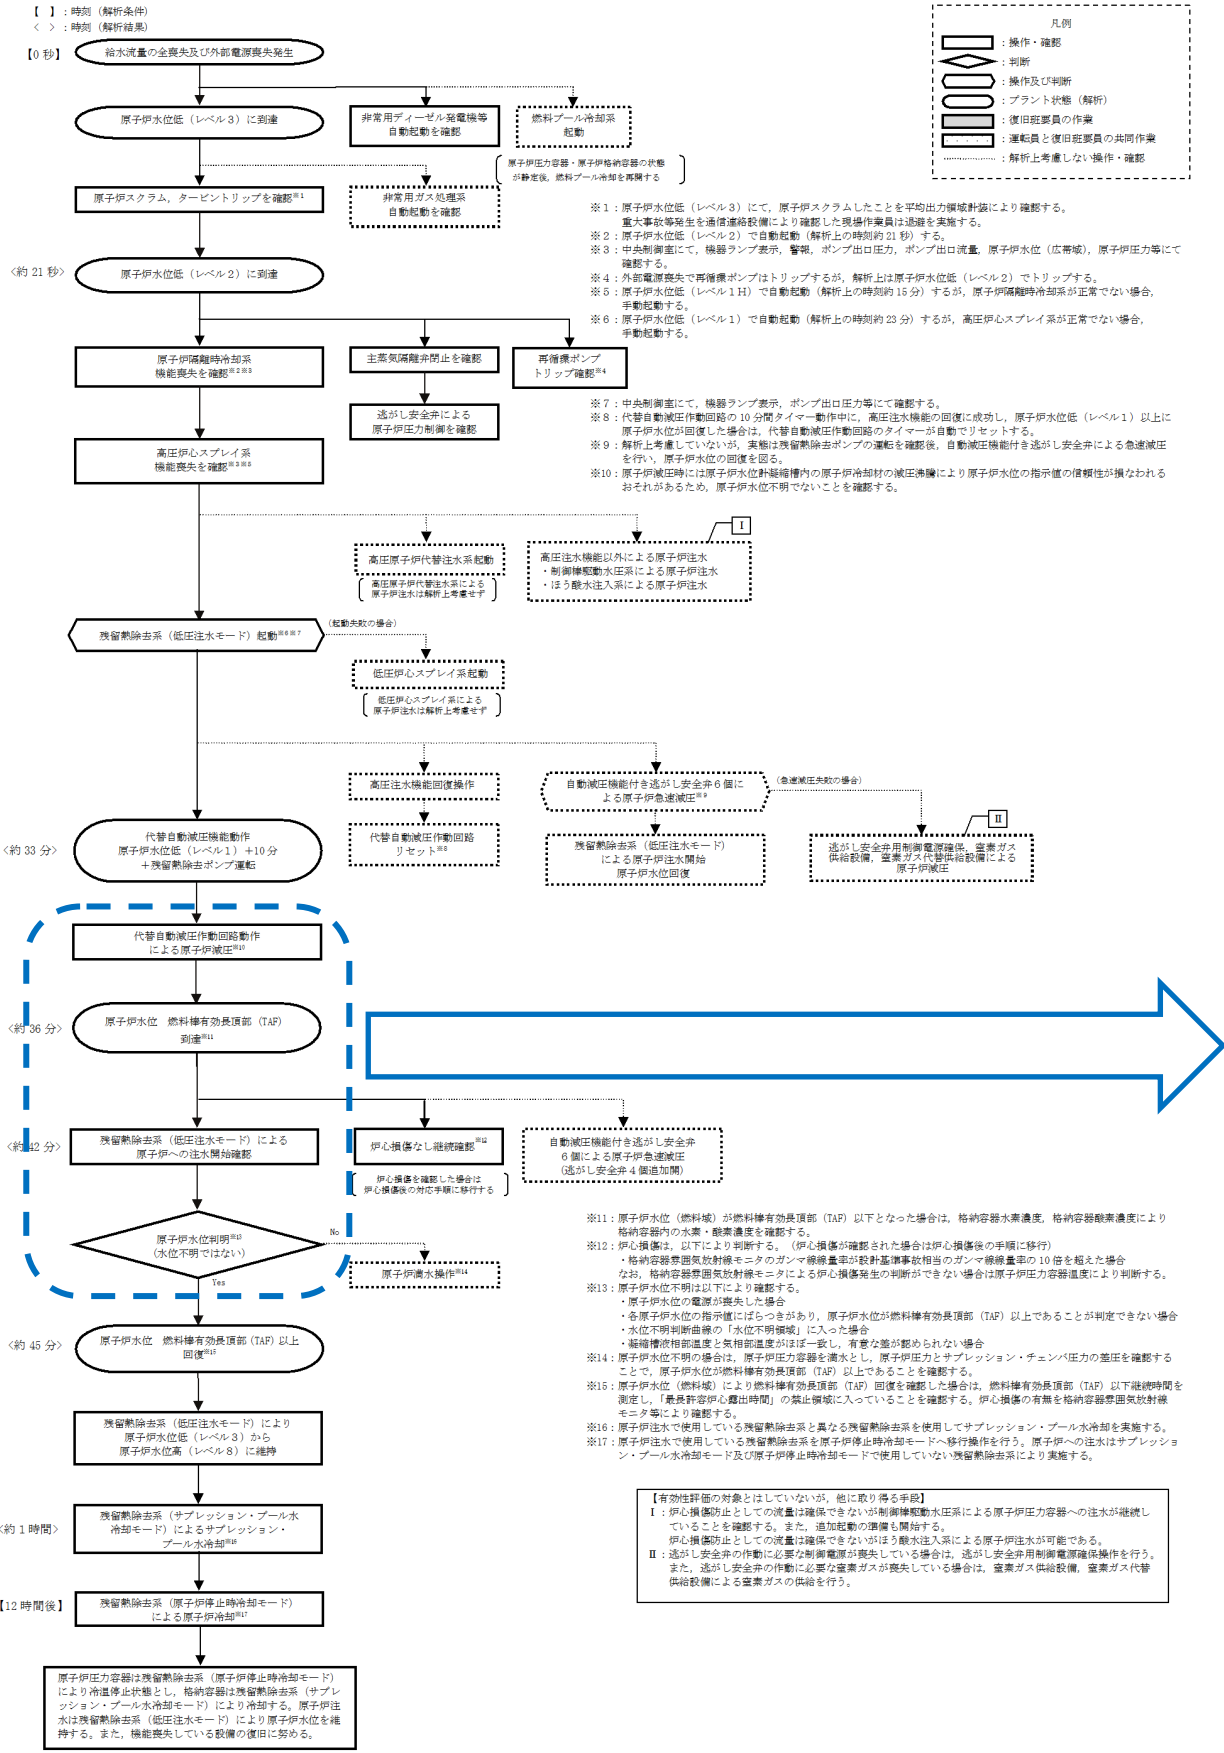 【　】：時刻（解析条件）
＜　＞：時刻（解析結果）
凡例
：操作・確認
：判断
：操作及び判断
：プラント状態（解析）
：復旧班要員の作業
：運転員と復旧班要員の共同作業
：解析上考慮しない操作・確認
【0 秒】
給水流量の全喪失及び外部電源喪失発生
原子炉水位低（レベル３）に到達
非常用ディーゼル発電機等
自動起動を確認
燃料プール冷却系
起動
原子炉圧力容器・原子炉格納容器の状態
が静定後，燃料プール冷却を再開する
原子炉スクラム，タービントリップを確認※1
非常用ガス処理系
自動起動を確認
※１：原子炉水位低（レベル３）にて，原子炉スクラムしたことを平均出力領域計装により確認する。
重大事故等発生を通信連絡設備により確認した現場作業員は退避を実施する。
※２：原子炉水位低（レベル２）で自動起動（解析上の時刻約 21 秒）する。
※３：中央制御室にて，機器ランプ表示，警報，ポンプ出口圧力，ポンプ出口流量，原子炉水位（広帯域），原子炉圧力等にて
確認する。
※４：外部電源喪失で再循環ポンプはトリップするが，解析上は原子炉水位低（レベル２）でトリップする。
※５：原子炉水位低（レベル１Ｈ）で自動起動（解析上の時刻約 15 分）するが，原子炉隔離時冷却系が正常でない場合，
手動起動する。
※６：原子炉水位低（レベル１）で自動起動（解析上の時刻約 23 分）するが，高圧炉心スプレイ系が正常でない場合，
手動起動する。
＜約 21 秒＞
原子炉水位低（レベル２）に到達
原子炉隔離時冷却系
機能喪失を確認※2※3
主蒸気隔離弁閉止を確認
再循環ポンプ
トリップ確認※4
逃がし安全弁による
原子炉圧力制御を確認
高圧炉心スプレイ系
機能喪失を確認※3※5
※７：中央制御室にて，機器ランプ表示，ポンプ出口圧力等にて確認する。
※８：代替自動減圧作動回路の 10 分間タイマー動作中に，高圧注水機能の回復に成功し，原子炉水位低（レベル１）以上に
原子炉水位が回復した場合は，代替自動減圧作動回路のタイマーが自動でリセットする。
※９：解析上考慮していないが，実態は残留熱除去ポンプの運転を確認後，自動減圧機能付き逃がし安全弁による急速減圧
を行い，原子炉水位の回復を図る。
※10：原子炉減圧時には原子炉水位計凝縮槽内の原子炉冷却材の減圧沸騰により原子炉水位の指示値の信頼性が損なわれる
おそれがあるため，原子炉水位不明でないことを確認する。
Ⅰ
高圧原子炉代替注水系起動
高圧原子炉代替注水系による
原子炉注水は解析上考慮せず
高圧注水機能以外による原子炉注水
・制御棒駆動水圧系による原子炉注水
・ほう酸水注入系による原子炉注水
残留熱除去系（低圧注水モード）起動※6※7
（起動失敗の場合）
低圧炉心スプレイ系起動
低圧炉心スプレイ系による
原子炉注水は解析上考慮せず
高圧注水機能回復操作
代替自動減圧作動回路
リセット※8
自動減圧機能付き逃がし安全弁６個に
よる原子炉急速減圧※9
（急速減圧失敗の場合）
残留熱除去系（低圧注水モード）
による原子炉注水開始
原子炉水位回復
Ⅱ
逃がし安全弁用制御電源確保，窒素ガス
供給設備，窒素ガス代替供給設備による
原子炉減圧
＜約 33 分＞
代替自動減圧機能動作
原子炉水位低（レベル１）＋10 分
＋残留熱除去ポンプ運転
代替自動減圧作動回路動作
による原子炉減圧※10
＜約 36 分＞
原子炉水位　燃料棒有効長頂部（TAF）
到達※11
＜約 42 分＞
残留熱除去系（低圧注水モード）による
原子炉への注水開始確認
炉心損傷なし継続確認※12
炉心損傷を確認した場合は
炉心損傷後の対応手順に移行する
自動減圧機能付き逃がし安全弁
６個による原子炉急速減圧
（逃がし安全弁４個追加開）
原子炉水位判明※13
（水位不明ではない）
No
Yes
原子炉満水操作※14
※11：原子炉水位（燃料域）が燃料棒有効長頂部（TAF）以下となった場合は，格納容器水素濃度，格納容器酸素濃度により
格納容器内の水素・酸素濃度を確認する。
※12：炉心損傷は，以下により判断する。（炉心損傷が確認された場合は炉心損傷後の手順に移行）
・格納容器雰囲気放射線モニタのガンマ線線量率が設計基準事故相当のガンマ線線量率の 10 倍を超えた場合
なお，格納容器雰囲気放射線モニタによる炉心損傷発生の判断ができない場合は原子炉圧力容器温度により判断する。
※13：原子炉水位不明は以下により確認する。
・原子炉水位の電源が喪失した場合
・各原子炉水位の指示値にばらつきがあり，原子炉水位が燃料棒有効長頂部（TAF）以上であることが判定できない場合
・水位不明判断曲線の「水位不明領域」に入った場合
・凝縮槽液相部温度と気相部温度がほぼ一致し，有意な差が認められない場合
※14：原子炉水位不明の場合は，原子炉圧力容器を満水とし，原子炉圧力とサプレッション・チェンバ圧力の差圧を確認する
ことで，原子炉水位が燃料棒有効長頂部（TAF）以上であることを確認する。
※15：原子炉水位（燃料域）により燃料棒有効長頂部（TAF）回復を確認した場合は，燃料棒有効長頂部（TAF）以下継続時間を
測定し，「最長許容炉心露出時間」の禁止領域に入っていることを確認する。炉心損傷の有無を格納容器雰囲気放射線
モニタ等により確認する。
※16：原子炉注水で使用している残留熱除去系と異なる残留熱除去系を使用してサプレッション・プール水冷却を実施する。
※17：原子炉注水で使用している残留熱除去系を原子炉停止時冷却モードへ移行操作を行う。原子炉への注水はサプレッショ
ン・プール水冷却モード及び原子炉停止時冷却モードで使用していない残留熱除去系により実施する。
＜約 45 分＞
原子炉水位　燃料棒有効長頂部（TAF）以上
回復※15
残留熱除去系（低圧注水モード）により
原子炉水位低（レベル３）から
原子炉水位高（レベル８）に維持
＜約１時間＞
残留熱除去系（サプレッション・プール水
冷却モード）によるサプレッション・
プール水冷却※16
【12 時間後】
残留熱除去系（原子炉停止時冷却モード）
による原子炉冷却※17
原子炉圧力容器は残留熱除去系（原子炉停止時冷却モード）
により冷温停止状態とし，格納容器は残留熱除去系（サプレ
ッション・プール水冷却モード）により冷却する。原子炉注
水は残留熱除去系（低圧注水モード）により原子炉水位を維
持する。また，機能喪失している設備の復旧に努める。
【有効性評価の対象とはしていないが，他に取り得る手段】
Ⅰ：炉心損傷防止としての流量は確保できないが制御棒駆動水圧系による原子炉圧力容器への注水が継続し
ていることを確認する。また，追加起動の準備も開始する。
炉心損傷防止としての流量は確保できないがほう酸水注入系による原子炉注水が可能である。
Ⅱ：逃がし安全弁の作動に必要な制御電源が喪失している場合は，逃がし安全弁用制御電源確保操作を行う。
また，逃がし安全弁の作動に必要な窒素ガスが喪失している場合は，窒素ガス供給設備，窒素ガス代替
供給設備による窒素ガスの供給を行う。